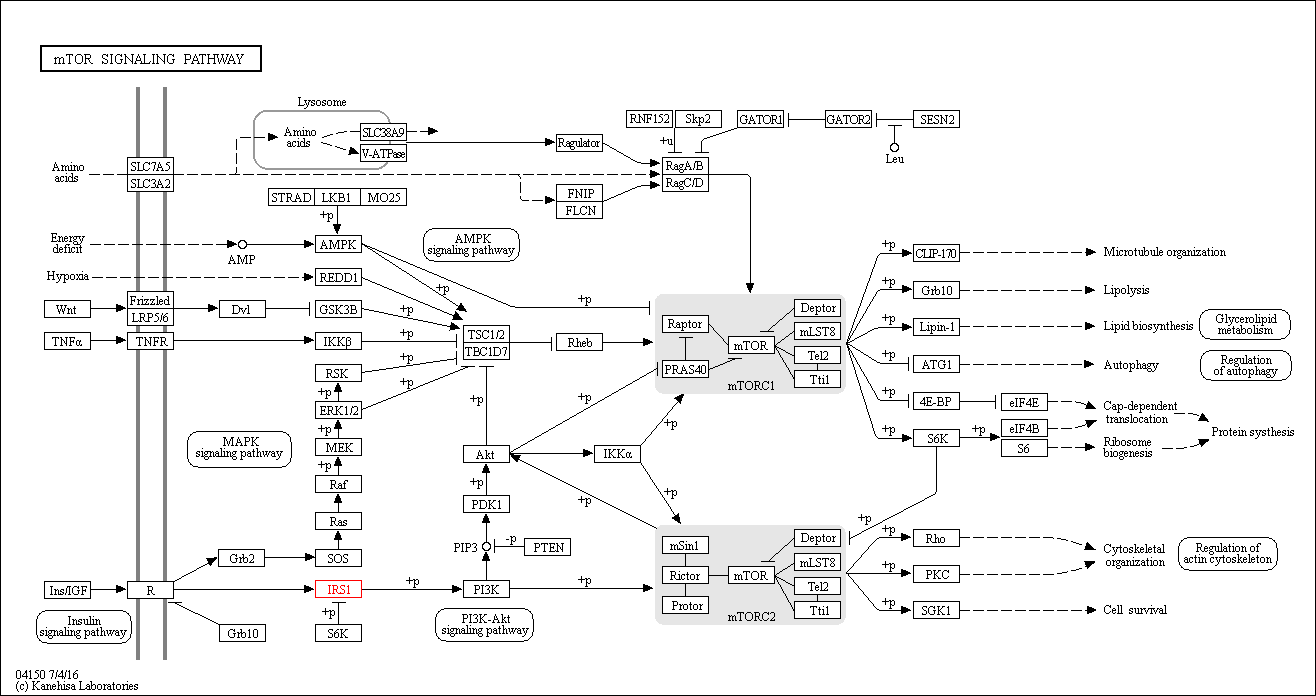 mTOR SIGNALING PATHWAY
Lysosome
Amino
acids
SLC38A9
V-ATPase
Ragulator
RNF152
Skp2
GATOR1
GATOR2
SESN2
+u
Leu
RagA/B
RagC/D
Amino
acids
SLC7A5
SLC3A2
FNIP
FLCN
STRAD
LKB1
MO25
+p
Energy
deficit
AMP
AMPK
AMPK
signaling pathway
Hypoxia
REDD1
+p
+p
Wnt
Frizzled
LRP5/6
Dvl
GSK3B
+p
TNFα
TNFR
IKKβ
+p
TSC1/2
TBC1D7
Rheb
RSK
+p
+p
ERK1/2
+p
+p
MEK
+p
Raf
Ras
SOS
Grb2
MAPK
signaling pathway
Raptor
PRAS40
mTOR
Deptor
mLST8
Tel2
Tti1
mTORC1
+p
CLIP-170
Microtubule organization
+p
Grb10
Lipolysis
+p
Lipin-1
Lipid biosynthesis
Glycerolipid
metabolism
+p
ATG1
Autophagy
Regulation
of autophagy
+p
4E-BP
eIF4E
Cap-dependent
translocation
+p
S6K
+p
eIF4B
S6
Ribosome
biogenesis
Protein systhesis
+p
+p
Akt
IKKα
+p
+p
+p
+p
PDK1
PIP3
-p
PTEN
+p
mSin1
Rictor
Protor
mTOR
Deptor
mLST8
Tel2
Tti1
mTORC2
+p
Rho
+p
PKC
Cytoskeletal
organization
Regulation of
actin cytoskeleton
+p
SGK1
Cell survival
Ins/IGF
R
IRS1
+p
PI3K
+p
Insulin
signaling pathway
Grb10
+p
S6K
PI3K-Akt
signaling pathway
04150 7/4/16
(c) Kanehisa Laboratories